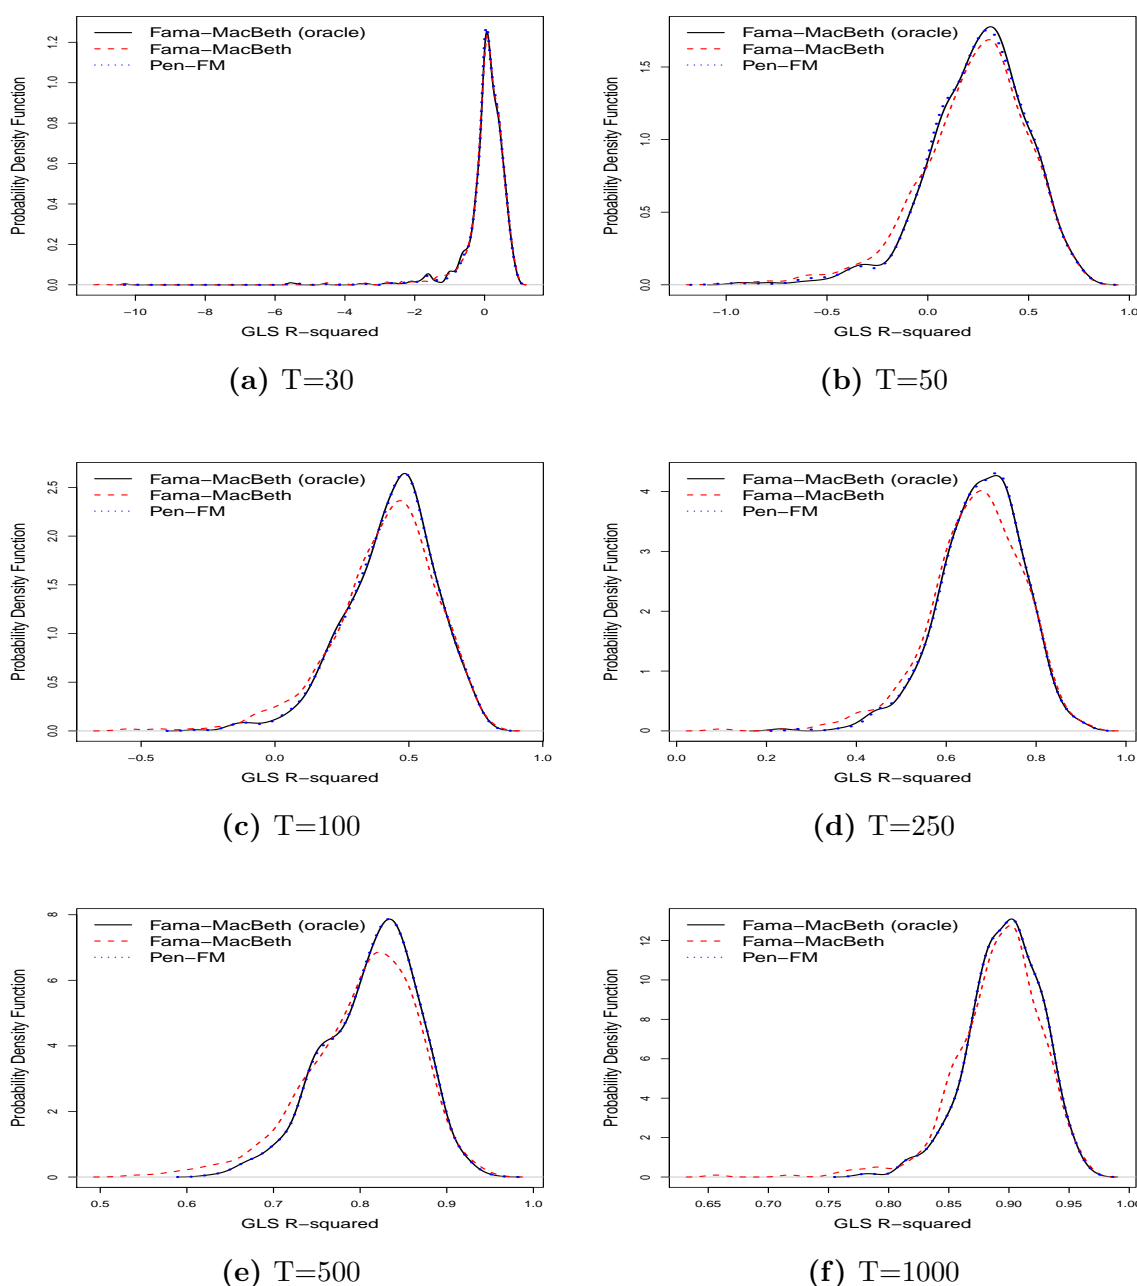 Fama−MacBeth (oracle)
Fama−MacBeth
Pen−FM
Probability Density Function
0.0 0.2 0.4 0.6 0.8 1.0 1.2
−10 −8 −6 −4 −2 0
GLS R−squared
(a) T=30
Fama−MacBeth (oracle)
Fama−MacBeth
Pen−FM
Probability Density Function
0.0 0.5 1.0 1.5
−1.0 −0.5 0.0 0.5 1.0
GLS R−squared
(b) T=50
Fama−MacBeth (oracle)
Fama−MacBeth
Pen−FM
Probability Density Function
0.0 0.5 1.0 1.5 2.0 2.5
−0.5 0.0 0.5 1.0
GLS R−squared
(c) T=100
Fama−MacBeth (oracle)
Fama−MacBeth
Pen−FM
Probability Density Function
0 1 2 3 4
0.0 0.2 0.4 0.6 0.8 1.0
GLS R−squared
(d) T=250
Fama−MacBeth (oracle)
Fama−MacBeth
Pen−FM
Probability Density Function
0 2 4 6 8
0.5 0.6 0.7 0.8 0.9 1.0
GLS R−squared
(e) T=500
Fama−MacBeth (oracle)
Fama−MacBeth
Pen−FM
Probability Density Function
0 2 4 6 8 10 12
0.65 0.70 0.75 0.80 0.85 0.90 0.95 1.00
GLS R−squared
(f) T=1000